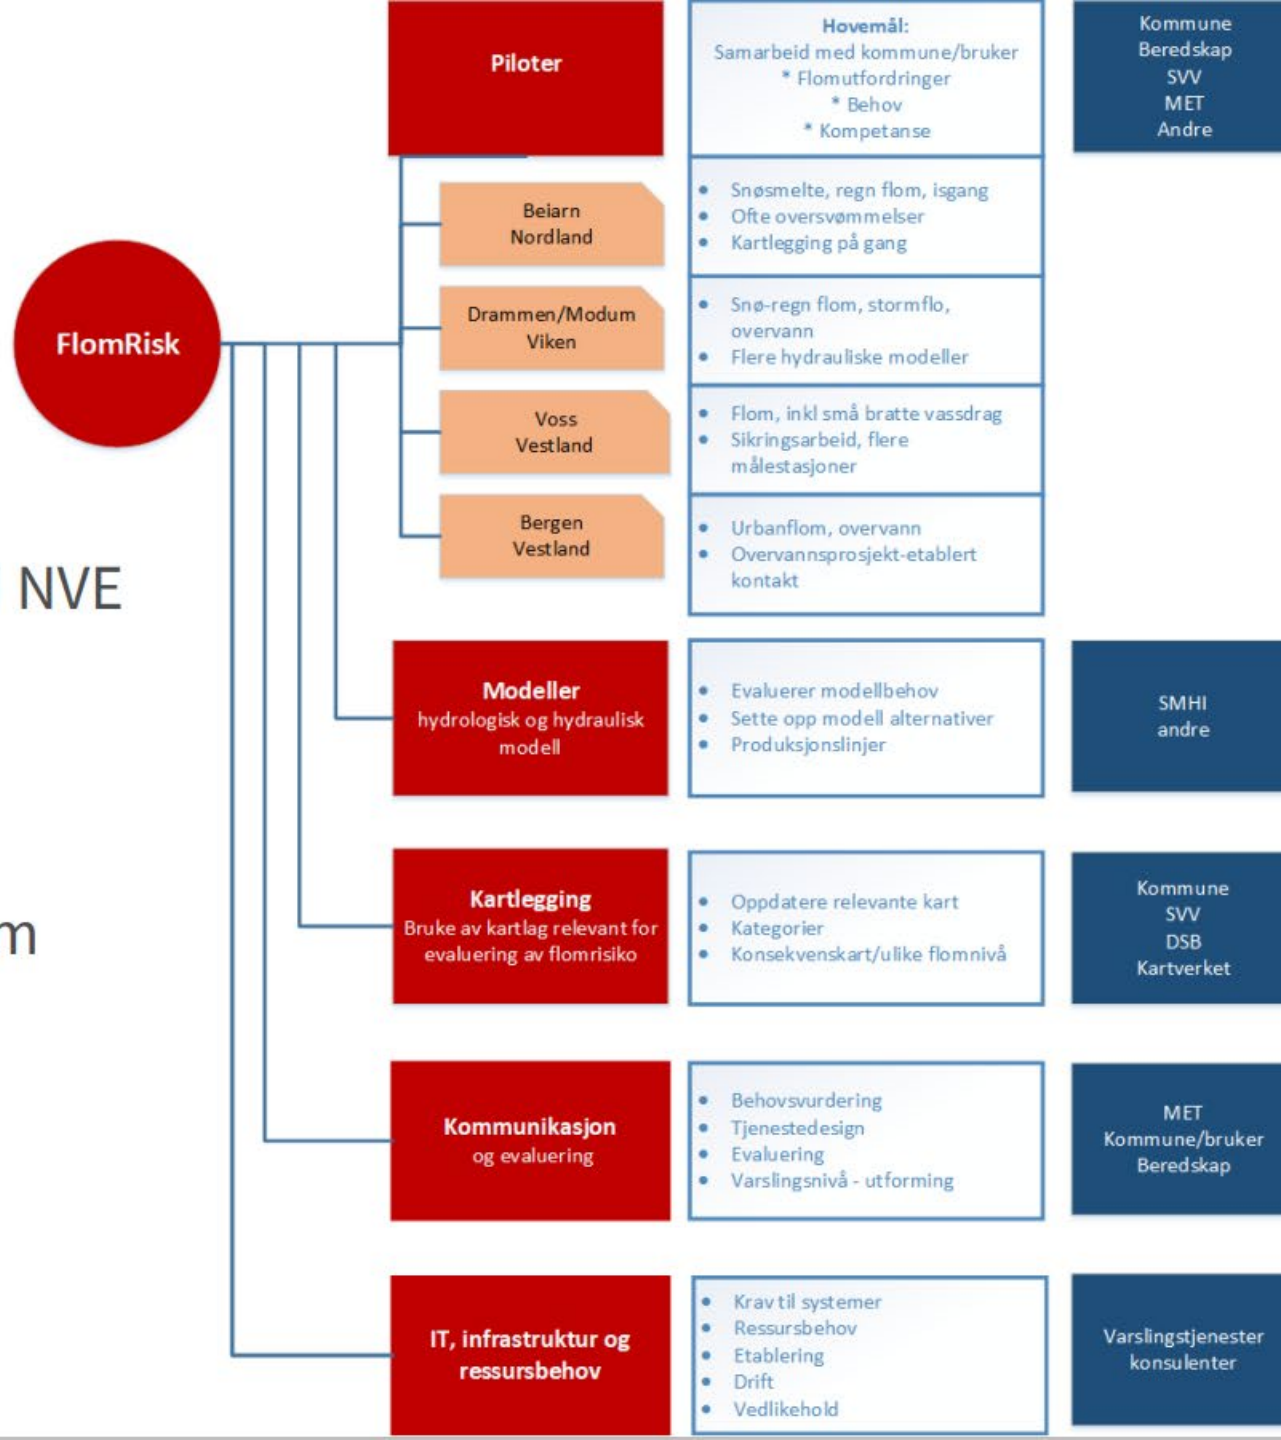 FlomRisk
NVE
m
Piloter
Hovemål:
Samarbeid med kommune/bruker
* Flomutfordringer
* Behov
* Kompetanse
Kommune
Beredskap
SVV
MET
Andre
Beiarn
Nordland
• Snøsmelte, regn flom, isgang
• Ofte oversvømmelser
• Kartlegging på gang
Drammen/Modum
Viken
• Snø-regn flom, stormflo,
overvann
• Flere hydrauliske modeller
Voss
Vestland
• Flom, inkl små bratte vassdrag
• Sikringsarbeid, flere
målestasjoner
Bergen
Vestland
• Urbanflom, overvann
• Overvannsprosjekt-etablert
kontakt
Modeller
hydrologisk og hydraulisk
modell
• Evaluerer modellbehov
• Sette opp modell alternativer
• Produksjonslinjer
SMHI
andre
Kartlegging
Bruke av kartlag relevant for
evaluering av flomrisiko
• Oppdatere relevante kart
• Kategorier
• Konsekvenskart/ulike flomnivå
Kommune
SVV
DSB
Kartverket
Kommunikasjon
og evaluering
• Behovsvurdering
• Tjenestedesign
• Evaluering
• Varslingsnivå - utforming
MET
Kommune/bruker
Beredskap
IT, infrastruktur og
ressursbehov
• Krav til systemer
• Ressursbehov
• Etablering
• Drift
• Vedlikehold
Varslingstjenester
konsulenter